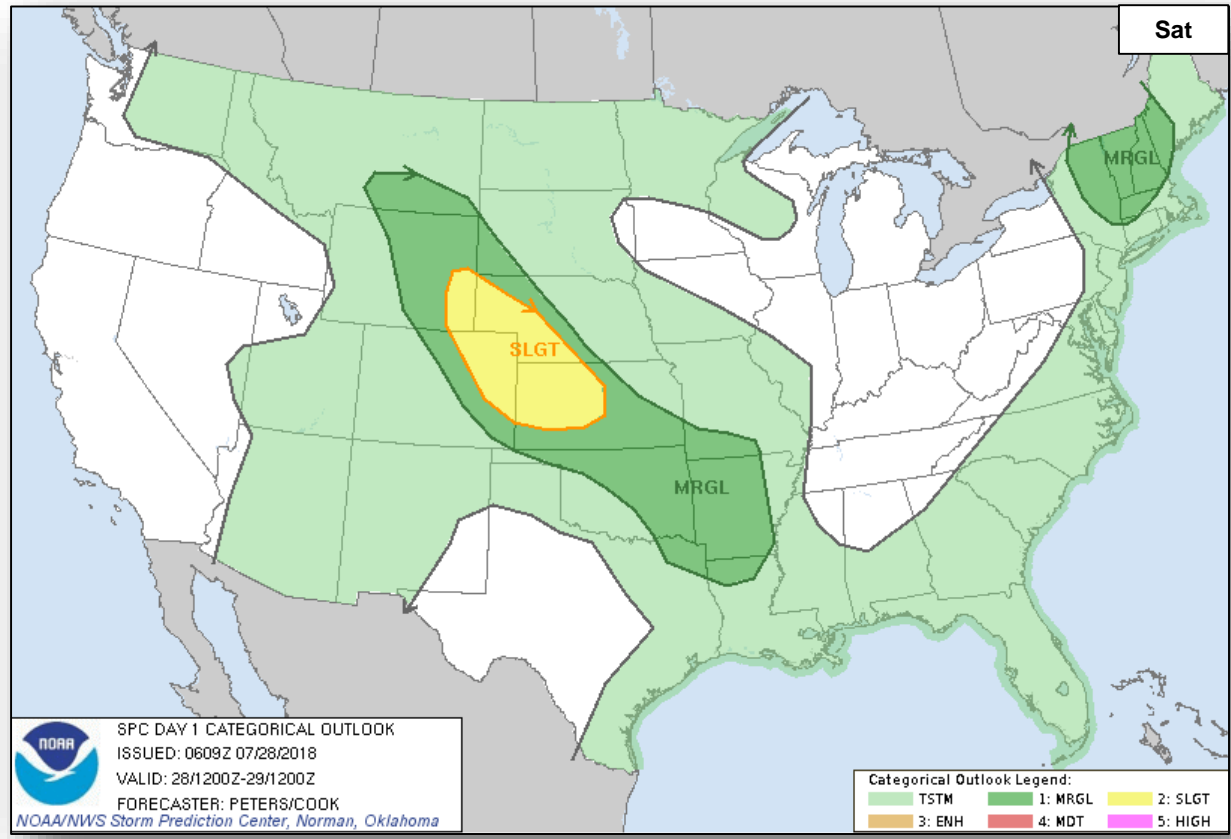 Sat
MRGL
SLGT
MRGL
NOAA
SPC DAY 1 CATEGORICAL OUTLOOK
ISSUED: 0609Z 07/28/2018
VALID: 28/1200Z-29/1200Z
FORECASTER: PETERS/COOK
NOAA/NWS Storm Prediction Center, Norman, Oklahoma
Categorical Outlook Legend:
TSTM 1: MRGL 2: SLGT
3: ENH 4: MDT 5: HIGH